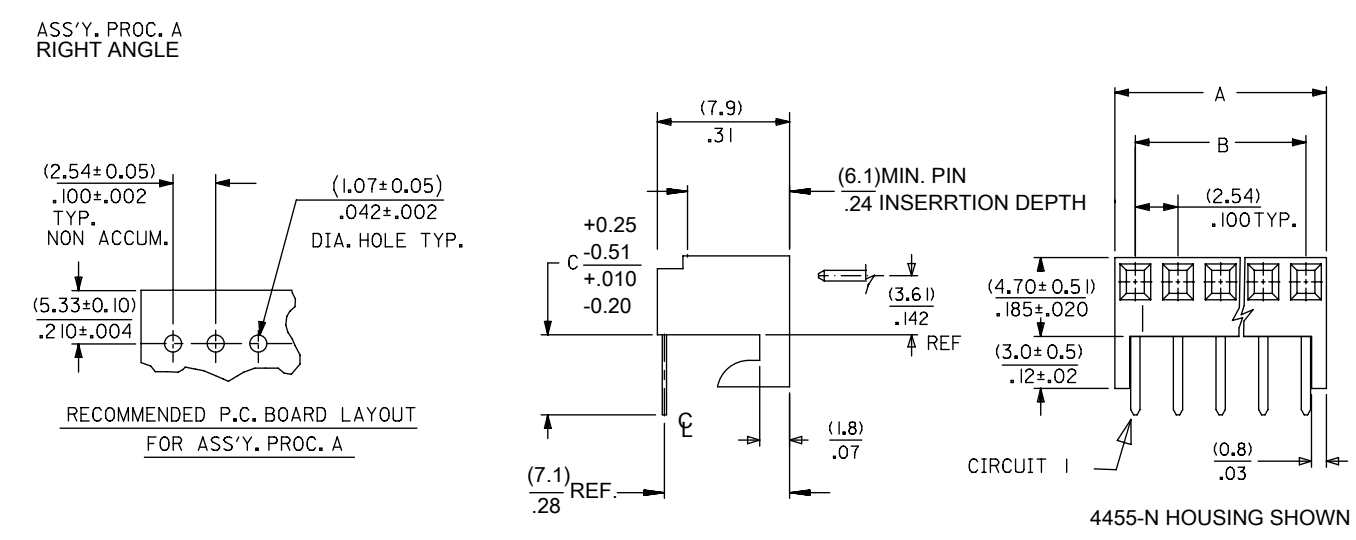 ASS'Y. PROC. A
RIGHT ANGLE
(2.54±0.05)
.100±.002
TYP.
NON ACCUM.
(1.07±0.05)
.042±.002
DIA. HOLE TYP.
(5.33±0.10)
.210±.004
RECOMMENDED P.C. BOARD LAYOUT
FOR ASS'Y. PROC. A
(7.9)
.31
(6.1)MIN. PIN
.24 INSERRTION DEPTH
+0.25
C -0.51
+.010
-0.20
(3.61)
.142
REF
℄
(1.8)
.07
(7.1)
.28 REF.
A
B
(2.54)
.100TYP.
(4.70±0.51)
.185±.020
(3.0±0.5)
.12±.02
CIRCUIT 1
(0.8)
.03
4455-N HOUSING SHOWN